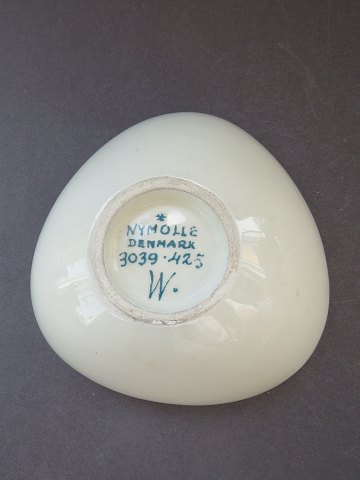 *
NYMOLLE
DENMARK
3039·425
W.